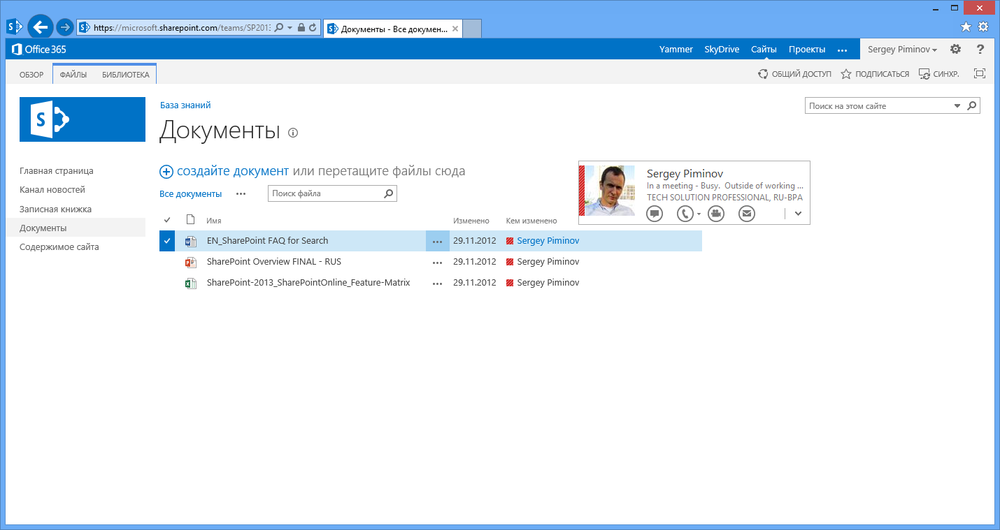 https://microsoft.sharepoint.com/teams/SP2013
Документы - Все докумен...
Office 365
Yammer SkyDrive Сайты Проекты ... Sergey Piminov ?
ОБЗОР ФАЙЛЫ БИБЛИОТЕКА ОБЩИЙ ДОСТУП ПОДПИСАТЬСЯ СИНХР.
S
База знаний
Поиск на этом сайте
Документы
Главная страница
Канал новостей
Записная книжка
Документы
Содержимое сайта
создайте документ или перетащите файлы сюда
Все документы ... Поиск файла
Sergey Piminov
In a meeting - Busy. Outside of working ...
TECH SOLUTION PROFESSIONAL, RU-BPA
Имя Изменено Кем изменено
EN_SharePoint FAQ for Search ... 29.11.2012 Sergey Piminov
SharePoint Overview FINAL - RUS ... 29.11.2012 Sergey Piminov
SharePoint-2013_SharePointOnline_Feature-Matrix ... 29.11.2012 Sergey Piminov